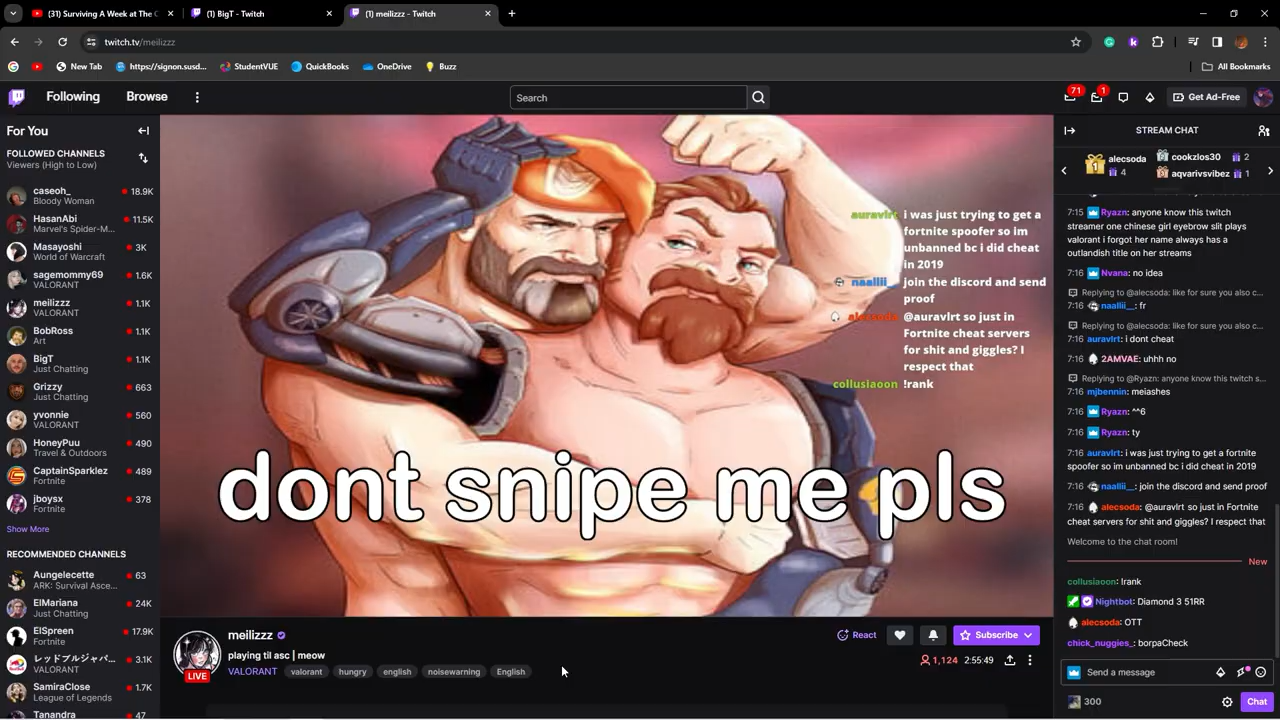 (31) Surviving A Week at The C
(1) BigT - Twitch
(1) meilizzz - Twitch
twitch.tv/meilizzz
New Tab
https://signon.susd...
StudentVUE
QuickBooks
OneDrive
Buzz
All Bookmarks
Following
Browse
Search
71
1
Get Ad-Free
For You
FOLLOWED CHANNELS
Viewers (High to Low)
caseoh_
18.9K
Bloody Woman
HasanAbi
11.5K
Marvel's Spider-M...
Masayoshi
3K
World of Warcraft
sagemommy69
1.6K
VALORANT
meilizzz
1.1K
VALORANT
BobRoss
1.1K
Art
BigT
1.1K
Just Chatting
Grizzy
663
Just Chatting
yvonnie
560
VALORANT
HoneyPuu
490
Travel & Outdoors
CaptainSparklez
489
Fortnite
jboysx
378
Fortnite
Show More
RECOMMENDED CHANNELS
Aungelecette
63
ARK: Survival Asce...
ElMariana
24K
Just Chatting
ElSpreen
17.9K
Fortnite
レッドブルジャパ...
3.1K
VALORANT
SamiraClose
1.7K
League of Legends
Tanandra
47
auravlrt i was just trying to get a
fortnite spoofer so im
unbanned bc i did cheat
in 2019
naallii__: join the discord and send
proof
alecsoda @auravlrt so just in
Fortnite cheat servers
for shit and giggles? I
respect that
collusiaoon !rank
dont snipe me pls
LIVE
meilizzz
playing til asc | meow
VALORANT
valorant
hungry
english
noisewarning
English
React
Subscribe
1,124
2:55:49
STREAM CHAT
alecsoda
4
cookzlos30
2
aqvarivsvibez
1
7:15 Ryazn: anyone know this twitch
streamer one chinese girl eyebrow slit plays
valorant i forgot her name always has a
outlandish title on her streams
7:16 Nvana: no idea
Replying to @alecsoda: like for sure you also c...
7:16 naallii__: fr
Replying to @alecsoda: like for sure you also c...
7:16 auravlrt: i dont cheat
7:16 2AMVAE: uhhh no
Replying to @Ryazn: anyone know this twitch s...
7:16 mjbennin: meiashes
7:16 Ryazn: ^^6
7:16 Ryazn: ty
7:16 auravlrt: i was just trying to get a fortnite
spoofer so im unbanned bc i did cheat in 2019
7:16 naallii__: join the discord and send proof
7:16 alecsoda: @auravlrt so just in Fortnite
cheat servers for shit and giggles? I respect that
Welcome to the chat room!
New
collusiaoon: !rank
Nightbot: Diamond 3 51RR
alecsoda: OTT
chick_nuggies_: borpaCheck
Send a message
300
Chat